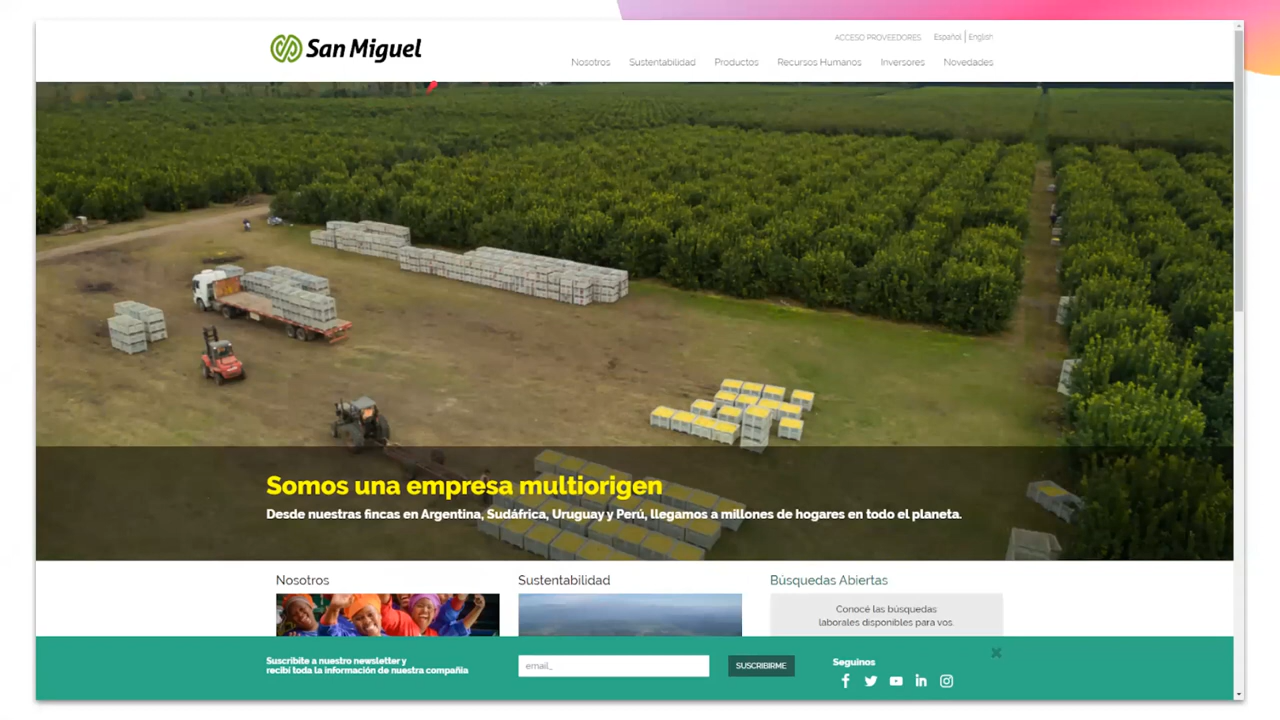 San Miguel
ACCESO PROVEEDORES Español | English
Nosotros Sustentabilidad Productos Recursos Humanos Inversores Novedades
Somos una empresa multiorigen
Desde nuestras fincas en Argentina, Sudáfrica, Uruguay y Perú, llegamos a millones de hogares en todo el planeta.
Nosotros Sustentabilidad Búsquedas Abiertas
Conocé las búsquedas
laborales disponibles para vos.
Suscribite a nuestro newsletter y
recibí toda la información de nuestra compañia
email_
SUSCRIBIRME
Seguinos